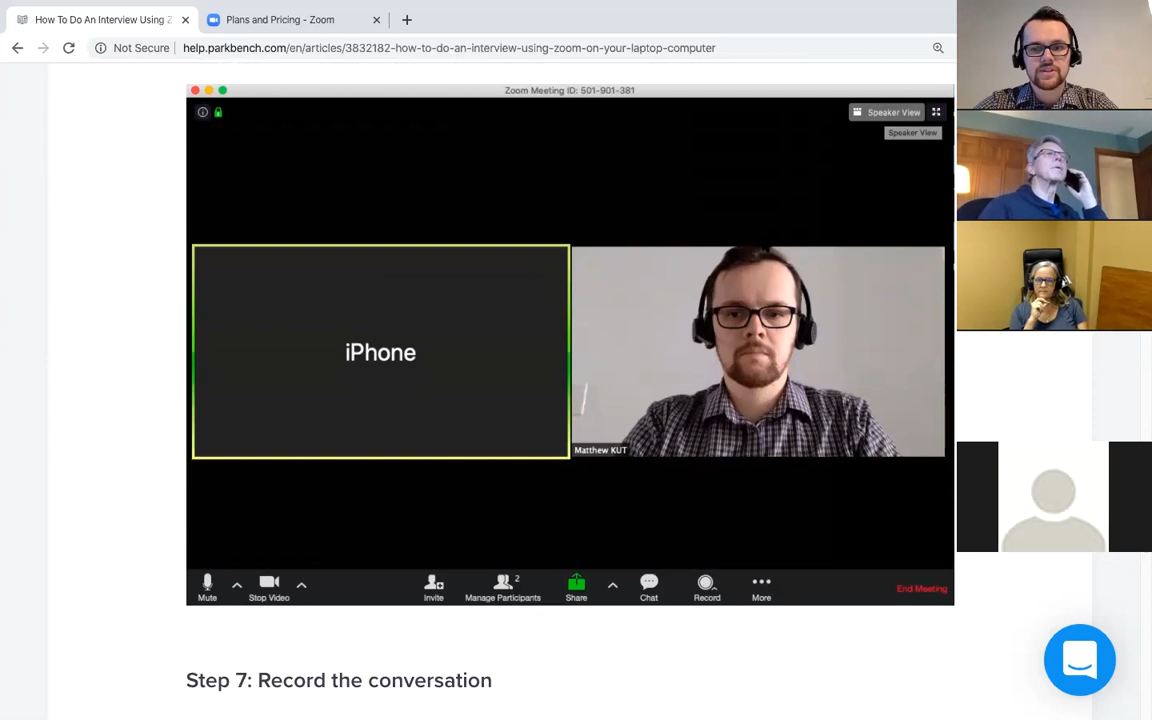 How To Do An Interview Using Z
Plans and Pricing - Zoom
Not Secure
help.parkbench.com/en/articles/3832182-how-to-do-an-interview-using-zoom-on-your-laptop-computer
Zoom Meeting ID: 501-901-381
Speaker View
Speaker View
iPhone
Matthew KUT
Mute
Stop Video
Invite
2
Manage Participants
Share
Chat
Record
More
End Meeting
Step 7: Record the conversation